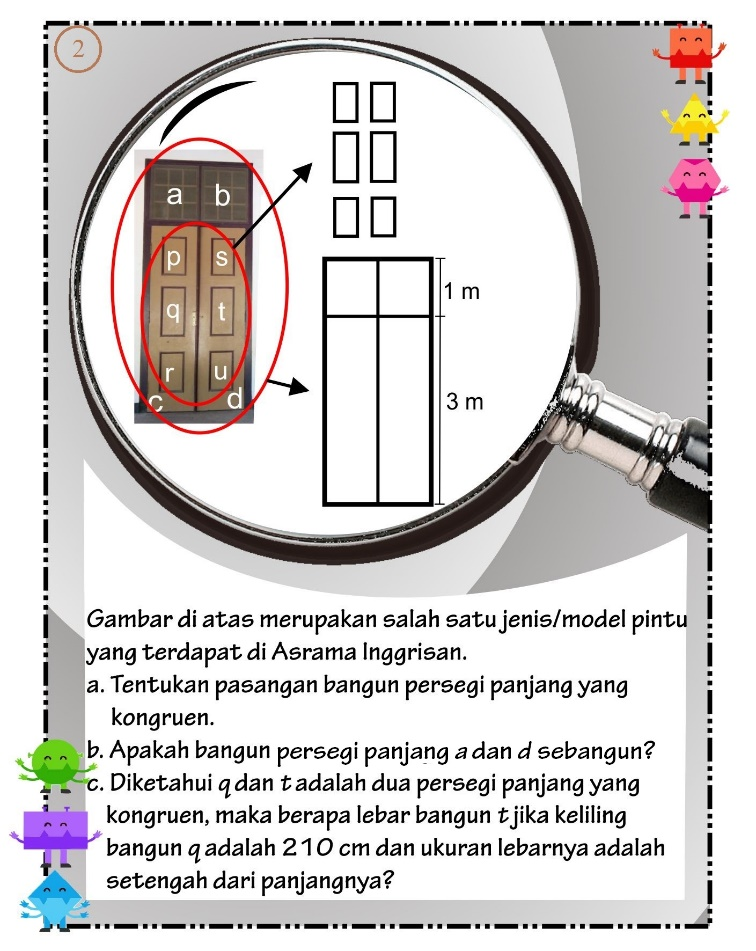 2
a b
p s
q t
r u
c d
1 m
3 m
Gambar di atas merupakan salah satu jenis/model pintu
yang terdapat di Asrama Inggrisan.
a. Tentukan pasangan bangun persegi panjang yang
kongruen.
b. Apakah bangun persegi panjang a dan d sebangun?
c. Diketahui q dan t adalah dua persegi panjang yang
kongruen, maka berapa lebar bangun t jika keliling
bangun q adalah 210 cm dan ukuran lebarnya adalah
setengah dari panjangnya?